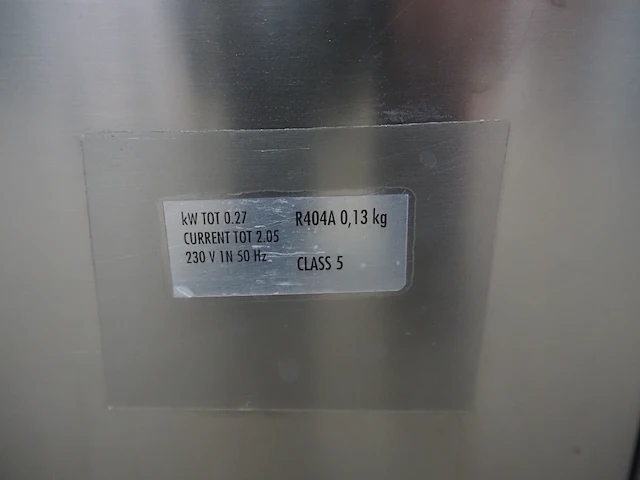 kW TOT 0.27
CURRENT TOT 2.05
230 V 1N 50 Hz
R404A 0,13 kg
CLASS 5